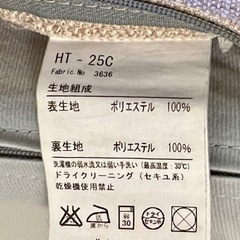 HT - 25C
Fabric.No 3636
生地組成
表生地 ポリエステル 100%
裏生地 ポリエステル 100%
洗濯機の弱水流又は弱い手洗い(最高温度:30℃)
ドライクリーニング(セキユ系)
乾燥機使用禁止
弱
30
ドライ
セキユ系
ヨワク